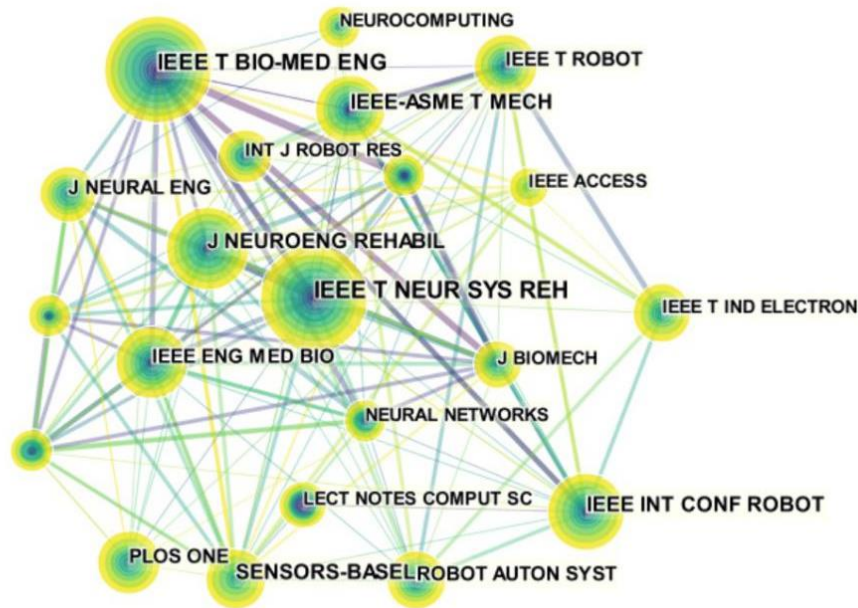 NEUROCOMPUTING
IEEE T BIO-MED ENG
IEEE T ROBOT
IEEE-ASME T MECH
INT J ROBOT RES
J NEURAL ENG
IEEE ACCESS
J NEUROENG REHABIL
IEEE T NEUR SYS REH
IEEE T IND ELECTRON
IEEE ENG MED BIO
J BIOMECH
NEURAL NETWORKS
LECT NOTES COMPUT SC
IEEE INT CONF ROBOT
PLOS ONE
SENSORS-BASEL
ROBOT AUTON SYST